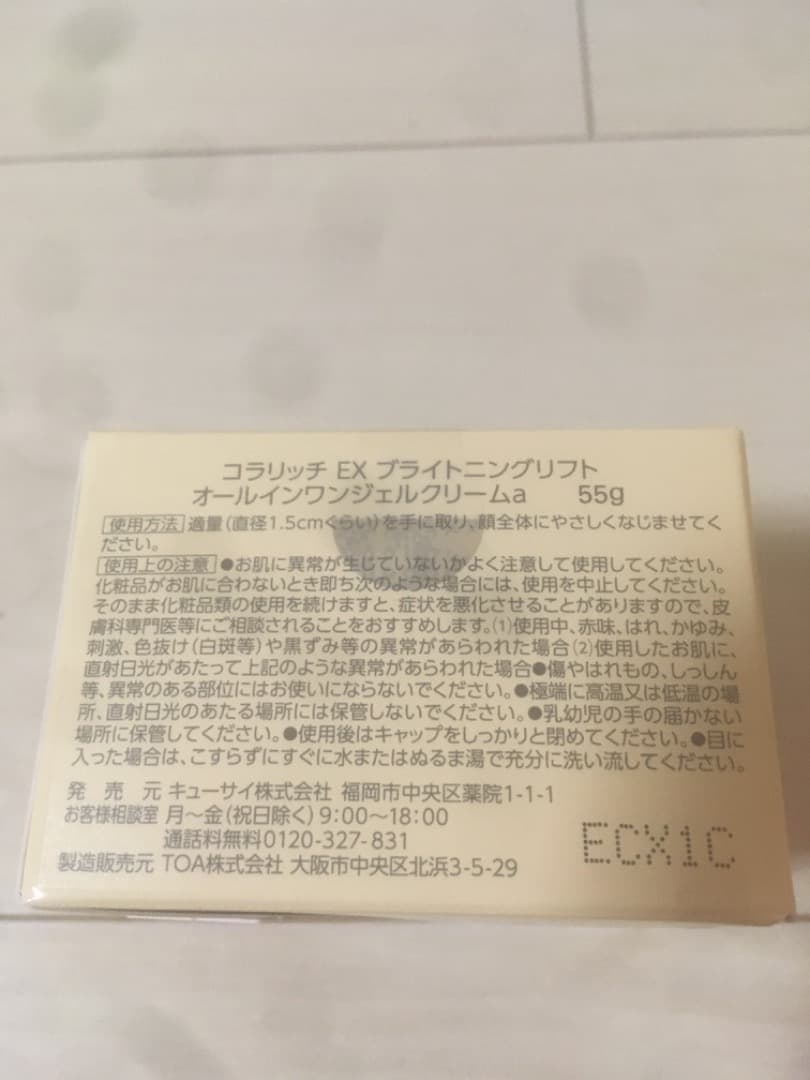 コラリッチ EX ブライトニングリフト
オールインワンジェルクリームa 55g
使用方法 適量（直径1.5cmぐらい）を手に取り、顔全体にやさしくなじませてく
ださい。
使用上の注意 ●お肌に異常が生じていないかよく注意して使用してください。
化粧品がお肌に合わないとき即ち次のような場合には、使用を中止してください。
そのまま化粧品類の使用を続けますと、症状を悪化させることがありますので、皮
膚科専門医等にご相談されることをおすすめします。(1)使用中、赤味、はれ、かゆみ、
刺激、色抜け（白斑等）や黒ずみ等の異常があらわれた場合(2)使用したお肌に、
直射日光があたって上記のような異常があらわれた場合●傷やはれもの、しっしん
等、異常のある部位にはお使いにならないでください。●極端に高温又は低温の場
所、直射日光のあたる場所には保管しないでください。●乳幼児の手の届かない
場所に保管してください。●使用後はキャップをしっかりと閉めてください。●目に
入った場合は、こすらずにすぐに水またはぬるま湯で充分に洗い流してください。
発売元 キューサイ株式会社 福岡市中央区薬院1-1-1
お客様相談室 月～金（祝日除く）9:00～18:00
通話料無料0120-327-831
製造販売元 TOA株式会社 大阪市中央区北浜3-5-29
ECX1C